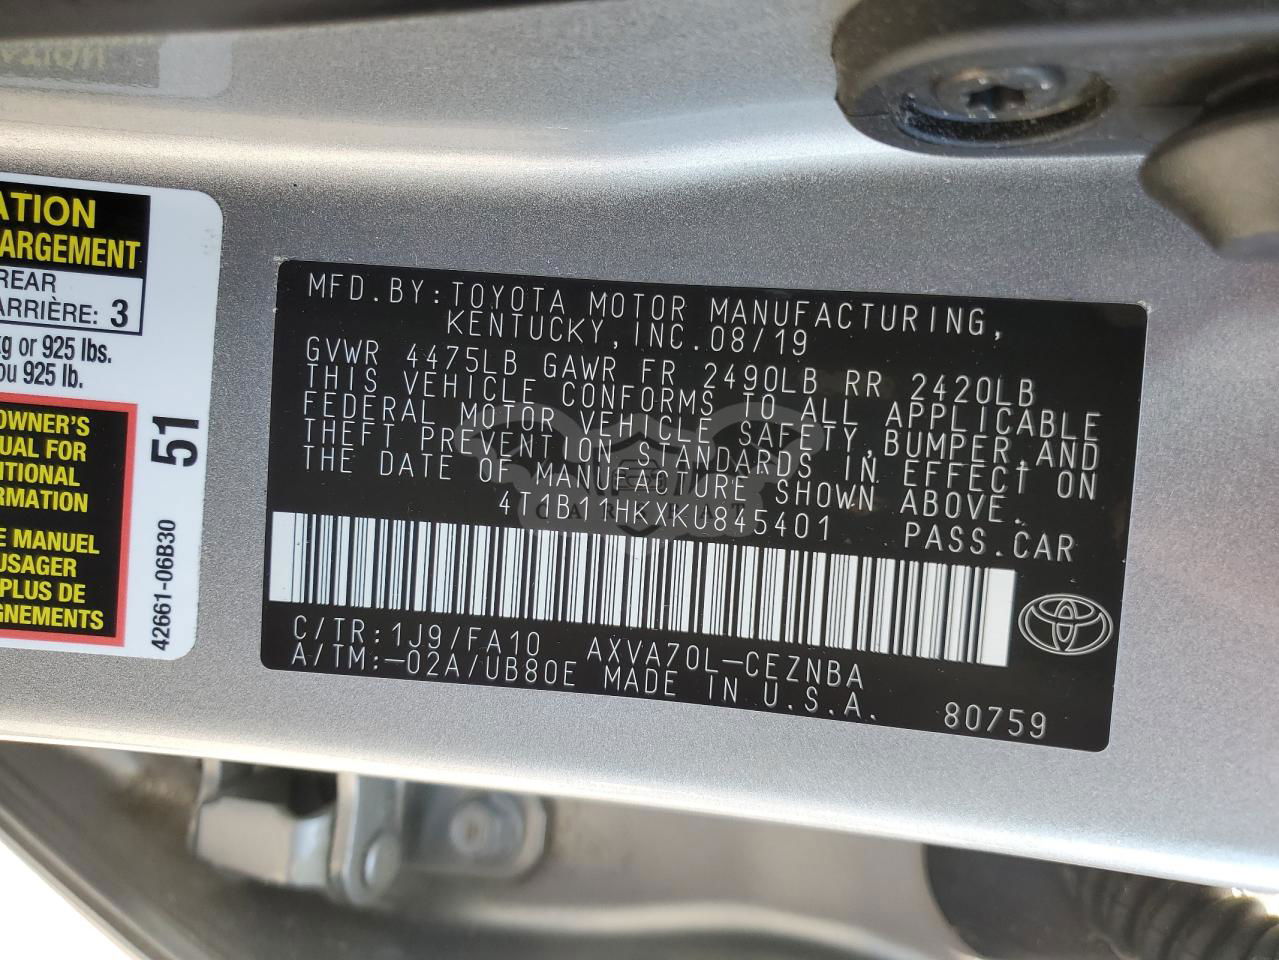 ATION
ARGEMENT
REAR
ARRIÈRE: 3
kg or 925 lbs.
ou 925 lb.
OWNER'S
UAL FOR
ITIONAL
RMATION
E MANUEL
USAGER
PLUS DE
GNEMENTS
51
42661-06B30
MFD.BY:TOYOTA MOTOR MANUFACTURING,
KENTUCKY,INC.08/19
GVWR 4475LB GAWR FR 2490LB RR 2420LB
THIS VEHICLE CONFORMS TO ALL APPLICABLE
FEDERAL MOTOR VEHICLE SAFETY,BUMPER,AND
THEFT PREVENTION STANDARDS IN EFFECT ON
THE DATE OF MANUFACTURE SHOWN ABOVE.
4T1B11HKXKU845401 PASS.CAR
C/TR:1J9/FA10 AXVA70L-CEZNBA
A/TM:-02A/UB80E MADE IN U.S.A. 80759